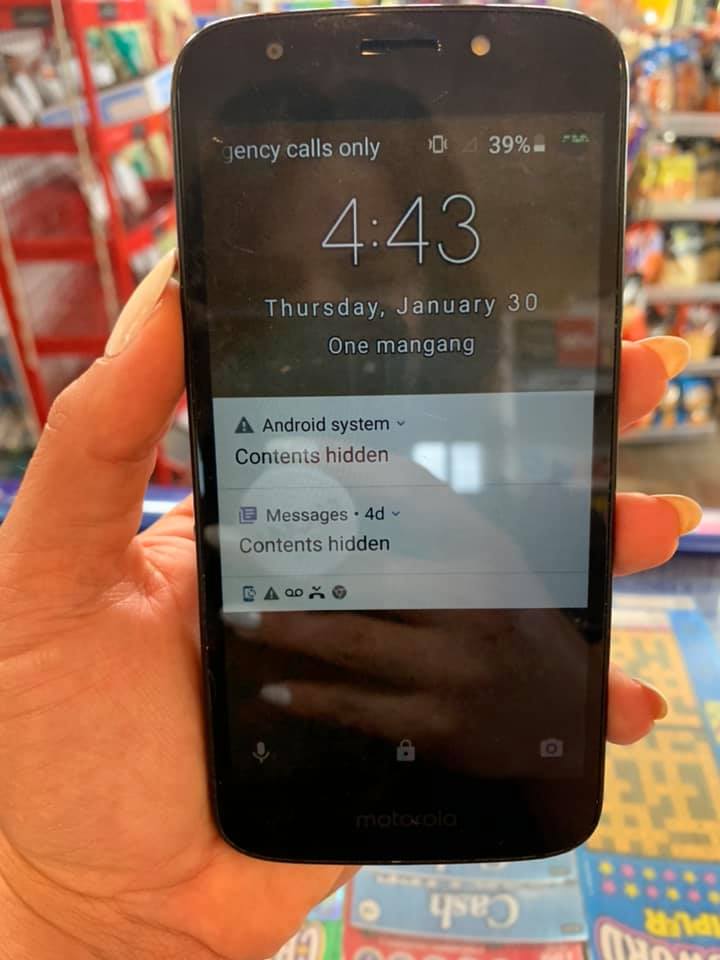 gency calls only 39%
4:43
Thursday, January 30
One mangang
Android system
Contents hidden
Messages • 4d
Contents hidden
motorola
Cash